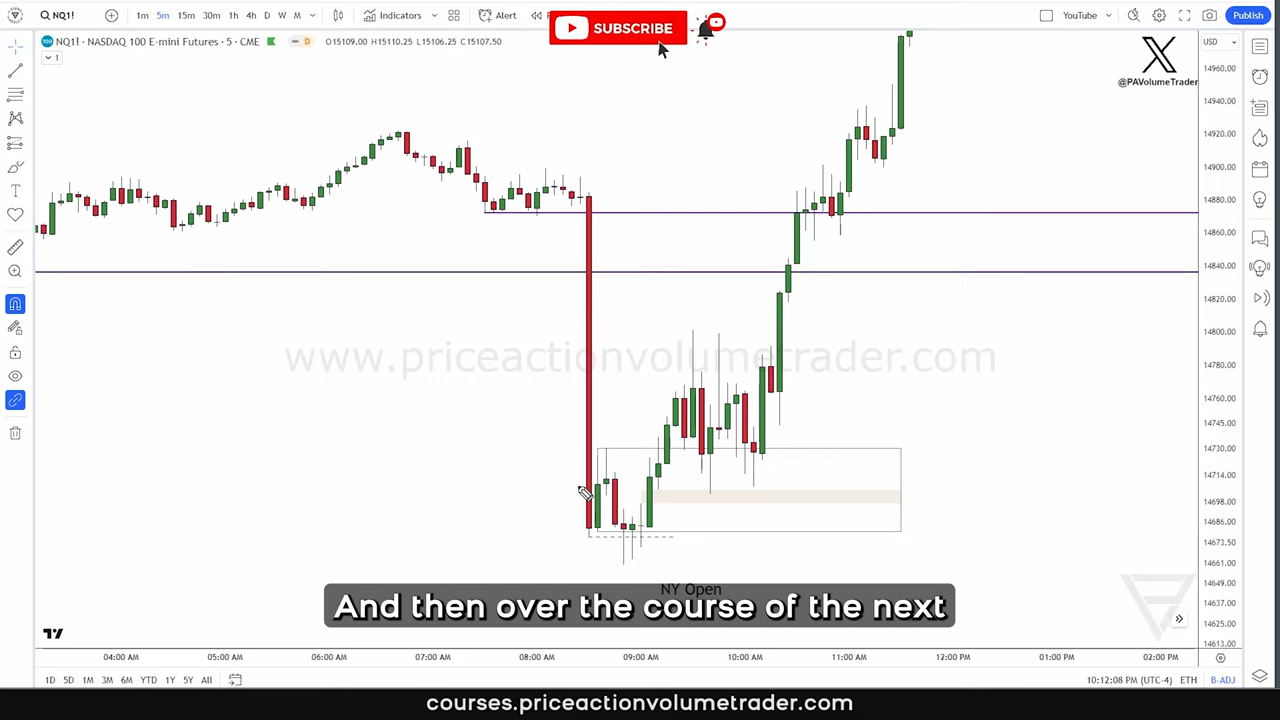 NQ1!
1m 5m 15m 30m 1h 4h D W M
Indicators
Alert
SUBSCRIBE
YouTube
Publish
NQ1! · NASDAQ 100 E-mini Futures · 5 · CME
D
O15109.00 H15110.25 L15106.25 C15107.50
1
USD
X
@PAVolumeTrader
14960.00
14940.00
14920.00
14900.00
14880.00
14860.00
14840.00
14820.00
14800.00
14780.00
14760.00
14745.00
14730.00
14714.00
14698.00
14686.00
14673.50
14661.00
14649.00
14637.00
14625.00
14613.00
www.priceactionvolumetrader.com
NY Open
And then over the course of the next
04:00 AM 05:00 AM 06:00 AM 07:00 AM 08:00 AM 09:00 AM 10:00 AM 11:00 AM 12:00 PM 01:00 PM 02:00 PM
1D 5D 1M 3M 6M YTD 1Y 5Y All
10:12:08 PM (UTC-4) ETH B-ADJ
courses.priceactionvolumetrader.com